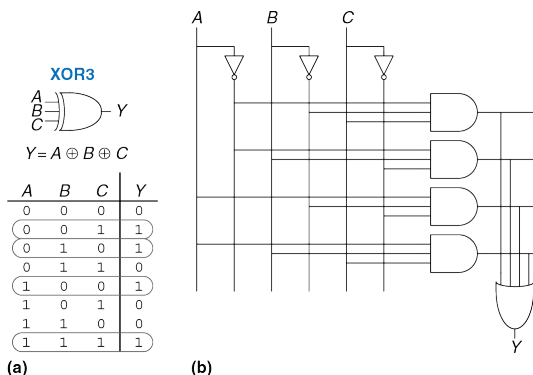 XOR3
A
B
C
Y
Y = A ⊕ B ⊕ C
A B C Y
0 0 0 0
0 0 1 1
0 1 0 1
0 1 1 0
1 0 0 1
1 0 1 0
1 1 0 0
1 1 1 1
(a)
A B C
Y
(b)